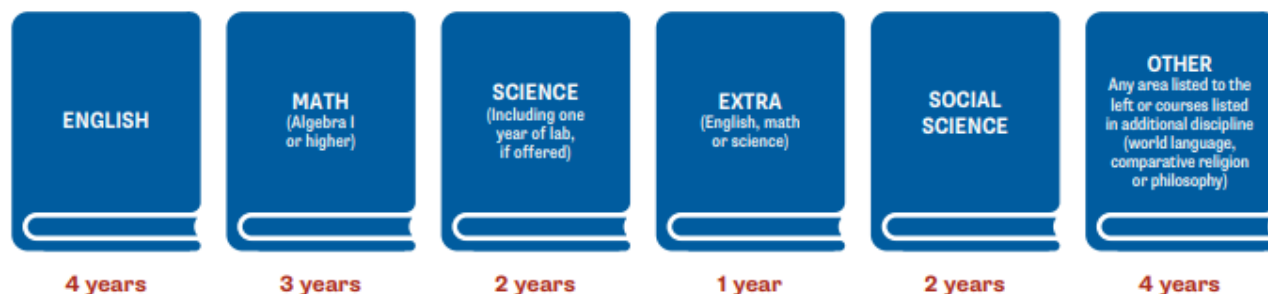 ENGLISH
4 years
MATH
(Algebra I
or higher)
3 years
SCIENCE
(Including one
year of lab,
if offered)
2 years
EXTRA
(English, math
or science)
1 year
SOCIAL
SCIENCE
2 years
OTHER
Any area listed to the
left or courses listed
in additional discipline
(world language,
comparative religion
or philosophy)
4 years